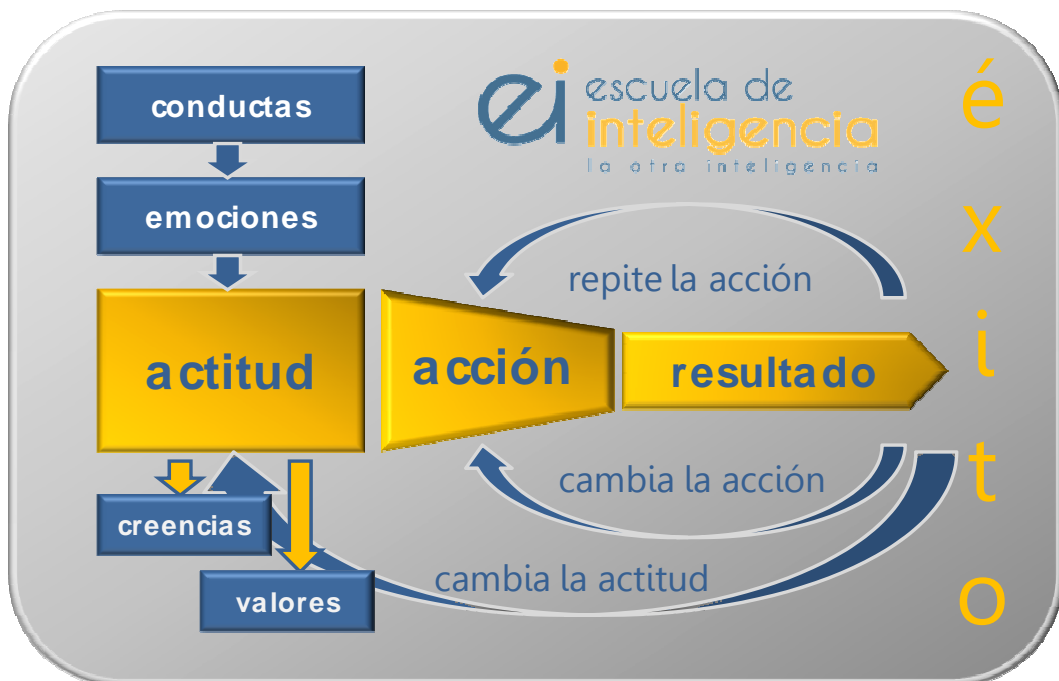 conductas
emociones
actitud
creencias
valores
acción
resultado
repite la acción
cambia la acción
cambia la actitud
ei escuela de
inteligencia
la otra inteligencia
é
x
i
t
o